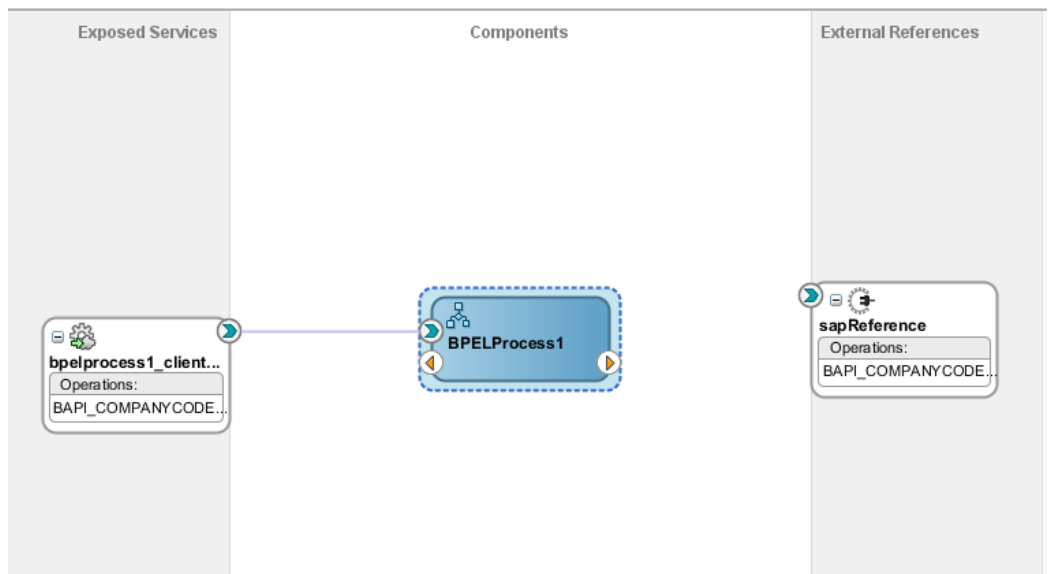 Exposed Services
Components
External References
bpelprocess1_client...
Operations:
BAPI_COMPANYCODE...
BPELProcess1
sapReference
Operations:
BAPI_COMPANYCODE...